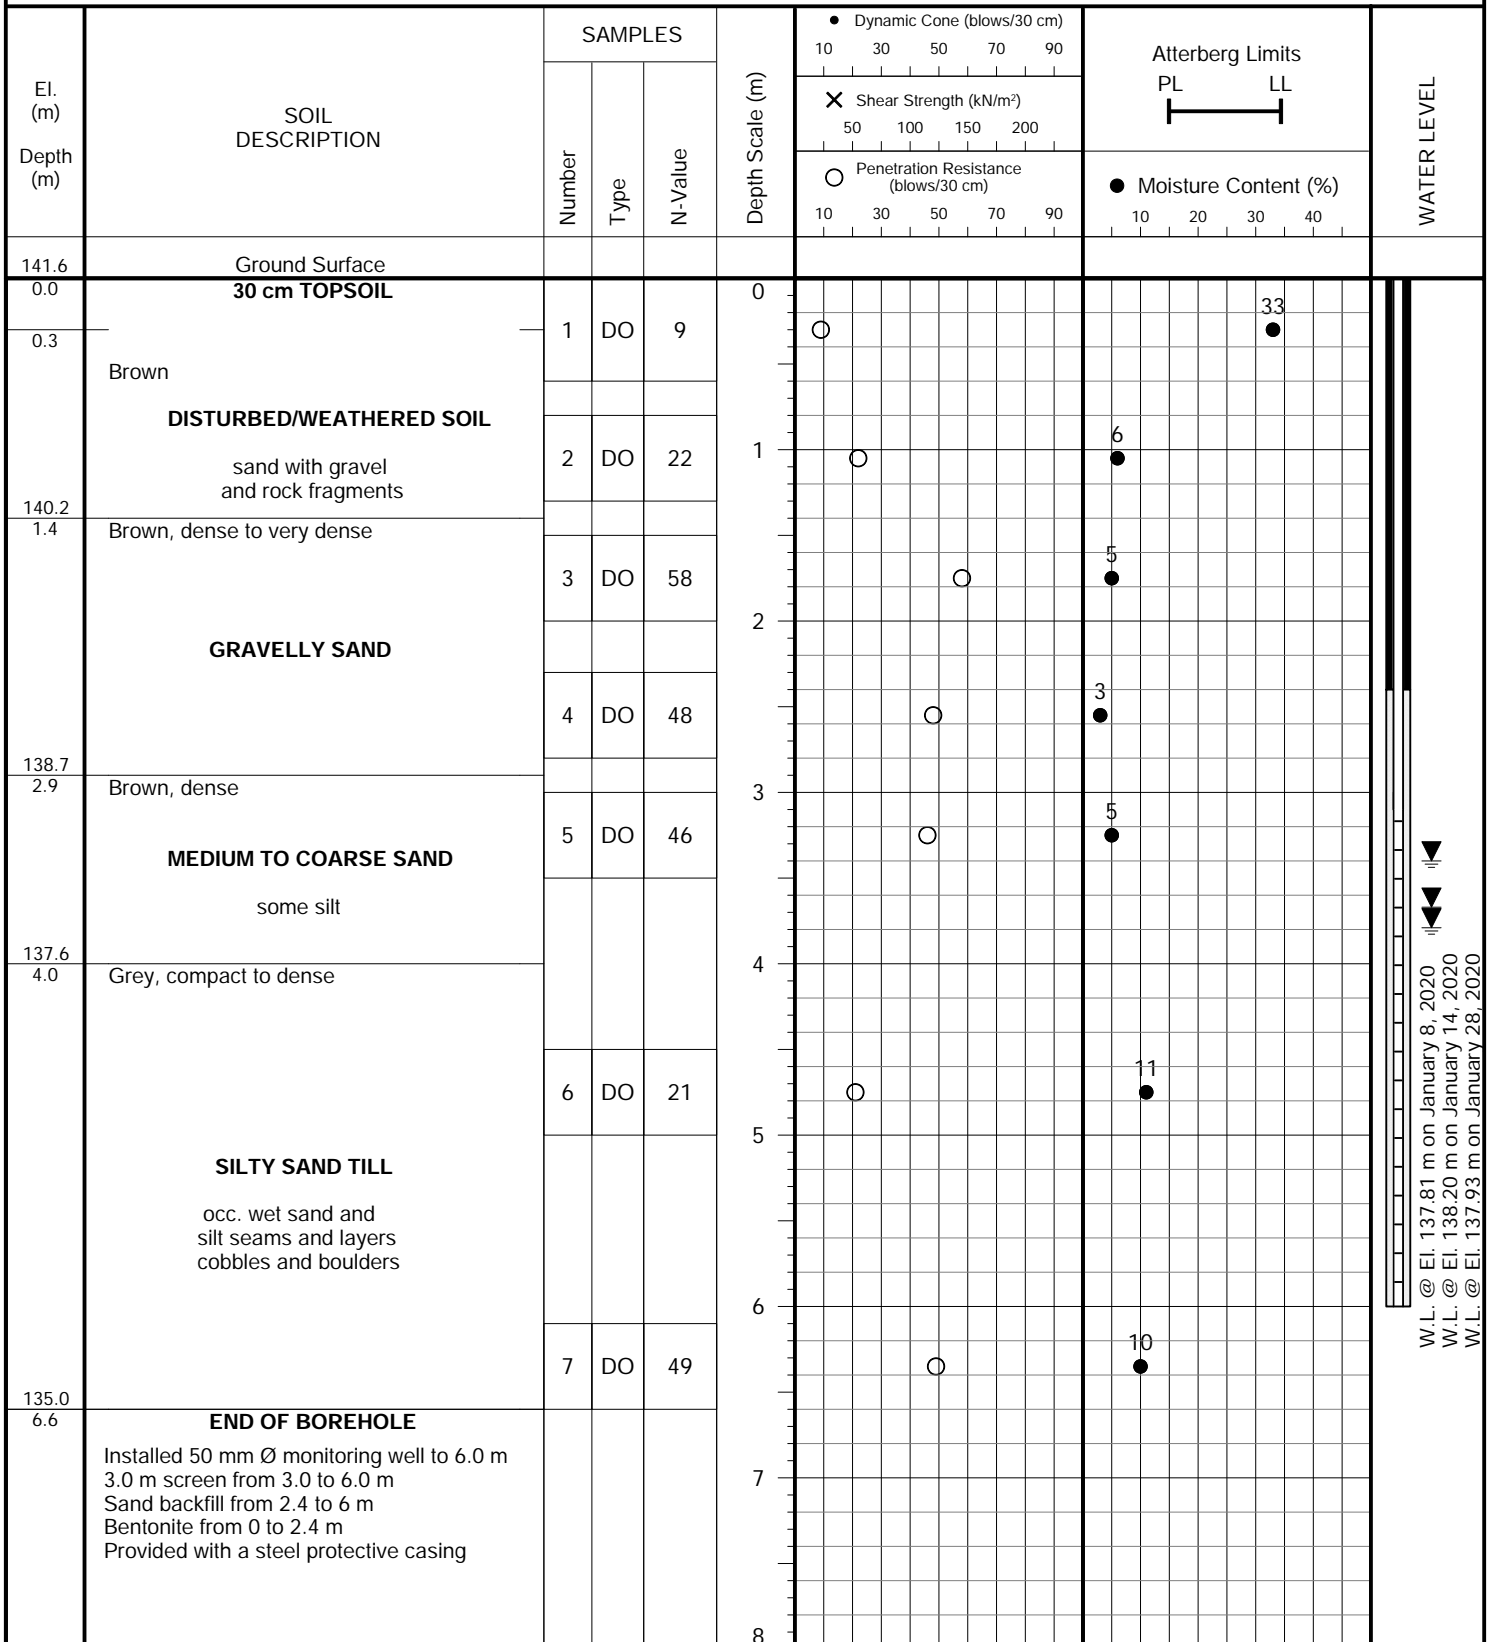 El.
(m)
Depth
(m)
SOIL
DESCRIPTION
SAMPLES
Number
Type
N-Value
Depth Scale (m)
Dynamic Cone (blows/30 cm)
10 30 50 70 90
Shear Strength (kN/m²)
50 100 150 200
Penetration Resistance
(blows/30 cm)
10 30 50 70 90
Atterberg Limits
PL LL
Moisture Content (%)
10 20 30 40
WATER LEVEL
141.6 Ground Surface
0.0 30 cm TOPSOIL 0
33
0.3 1 DO 9
Brown
DISTURBED/WEATHERED SOIL
6
sand with gravel 2 DO 22 1
and rock fragments
140.2
1.4 Brown, dense to very dense
5
3 DO 58
2
GRAVELLY SAND
3
4 DO 48
138.7
2.9 Brown, dense 3
5
5 DO 46
MEDIUM TO COARSE SAND
some silt
137.6
4.0 Grey, compact to dense 4
11
6 DO 21
5
SILTY SAND TILL
occ. wet sand and
silt seams and layers
cobbles and boulders
6
10
7 DO 49
135.0
6.6 END OF BOREHOLE
Installed 50 mm Ø monitoring well to 6.0 m
3.0 m screen from 3.0 to 6.0 m
7
Sand backfill from 2.4 to 6 m
Bentonite from 0 to 2.4 m
Provided with a steel protective casing
8
W.L. @ El. 137.81 m on January 8, 2020
W.L. @ El. 138.20 m on January 14, 2020
W.L. @ El. 137.93 m on January 28, 2020